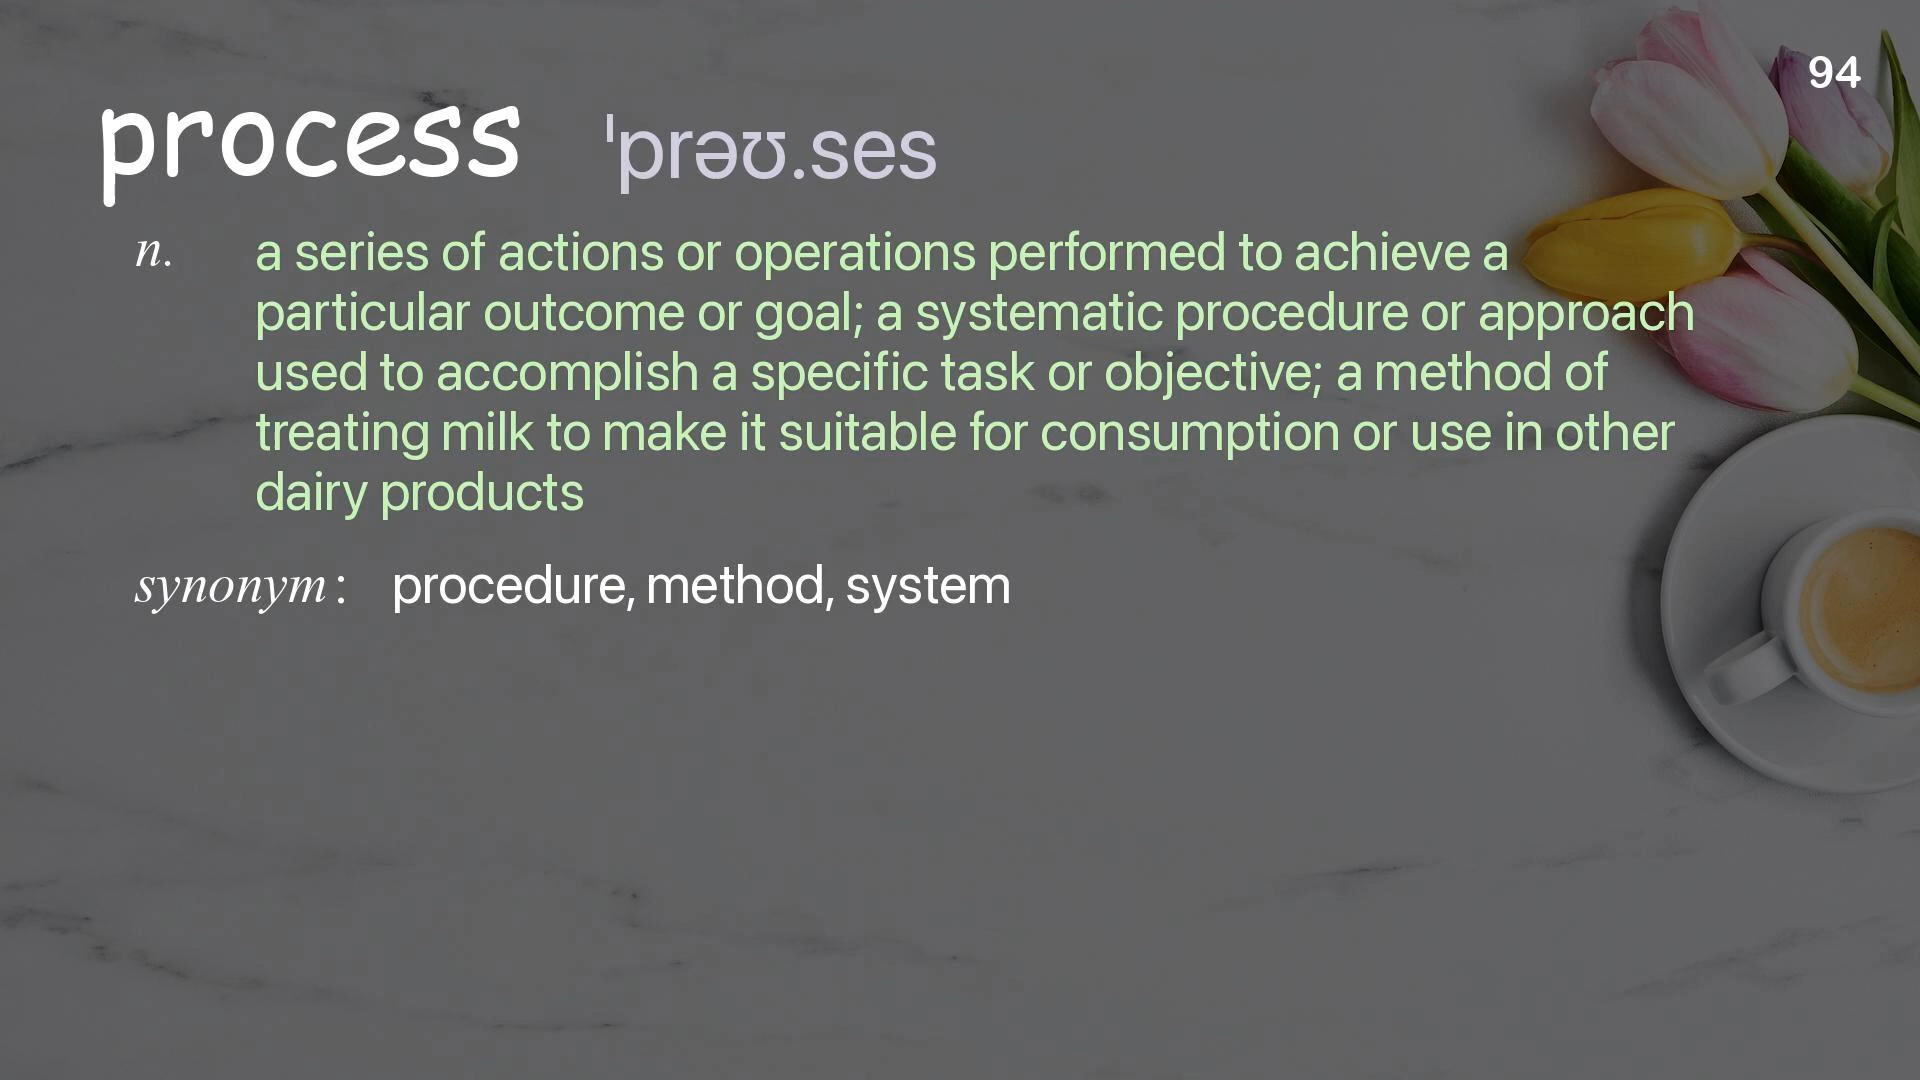 94
process ˈprəʊ.ses
n. a series of actions or operations performed to achieve a
particular outcome or goal; a systematic procedure or approach
used to accomplish a specific task or objective; a method of
treating milk to make it suitable for consumption or use in other
dairy products
synonym: procedure, method, system